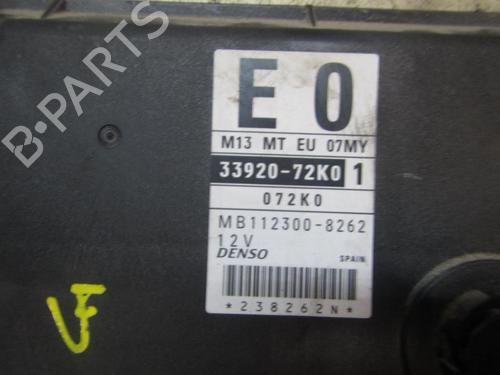 E 0
M13 MT EU 07MY
33920-72K0 1
072K0
MB112300-8262
12V
DENSO SPAIN
*238262N*
VF
B-PARTS